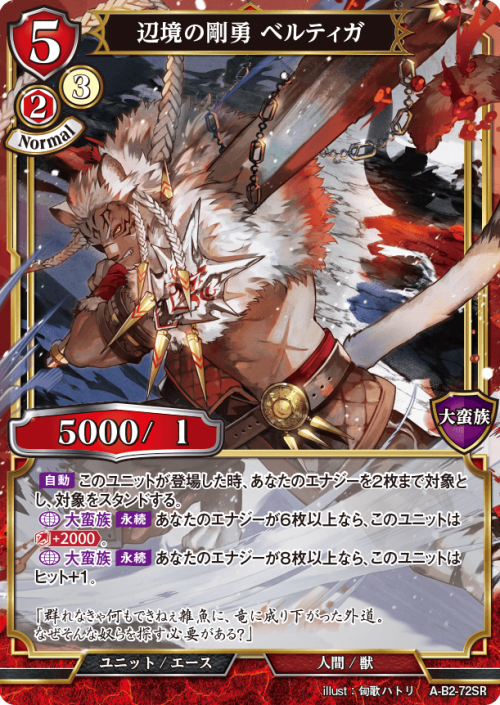 5
辺境の剛勇 ベルティガ
2
3
Normal
大蛮族
5000/ 1
自動 このユニットが登場した時、あなたのエナジーを2枚まで対象と
し、対象をスタンドする。
大蛮族 永続 あなたのエナジーが6枚以上なら、このユニットは
+2000。
大蛮族 永続 あなたのエナジーが8枚以上なら、このユニットは
ヒット+1。
「群れなきゃ何もできねぇ雑魚に、竜に成り下がった外道。
なぜそんな奴らを探す必要がある?」
ユニット / エース
人間 / 獣
illust : 匈歌ハトリ A-B2-72SR